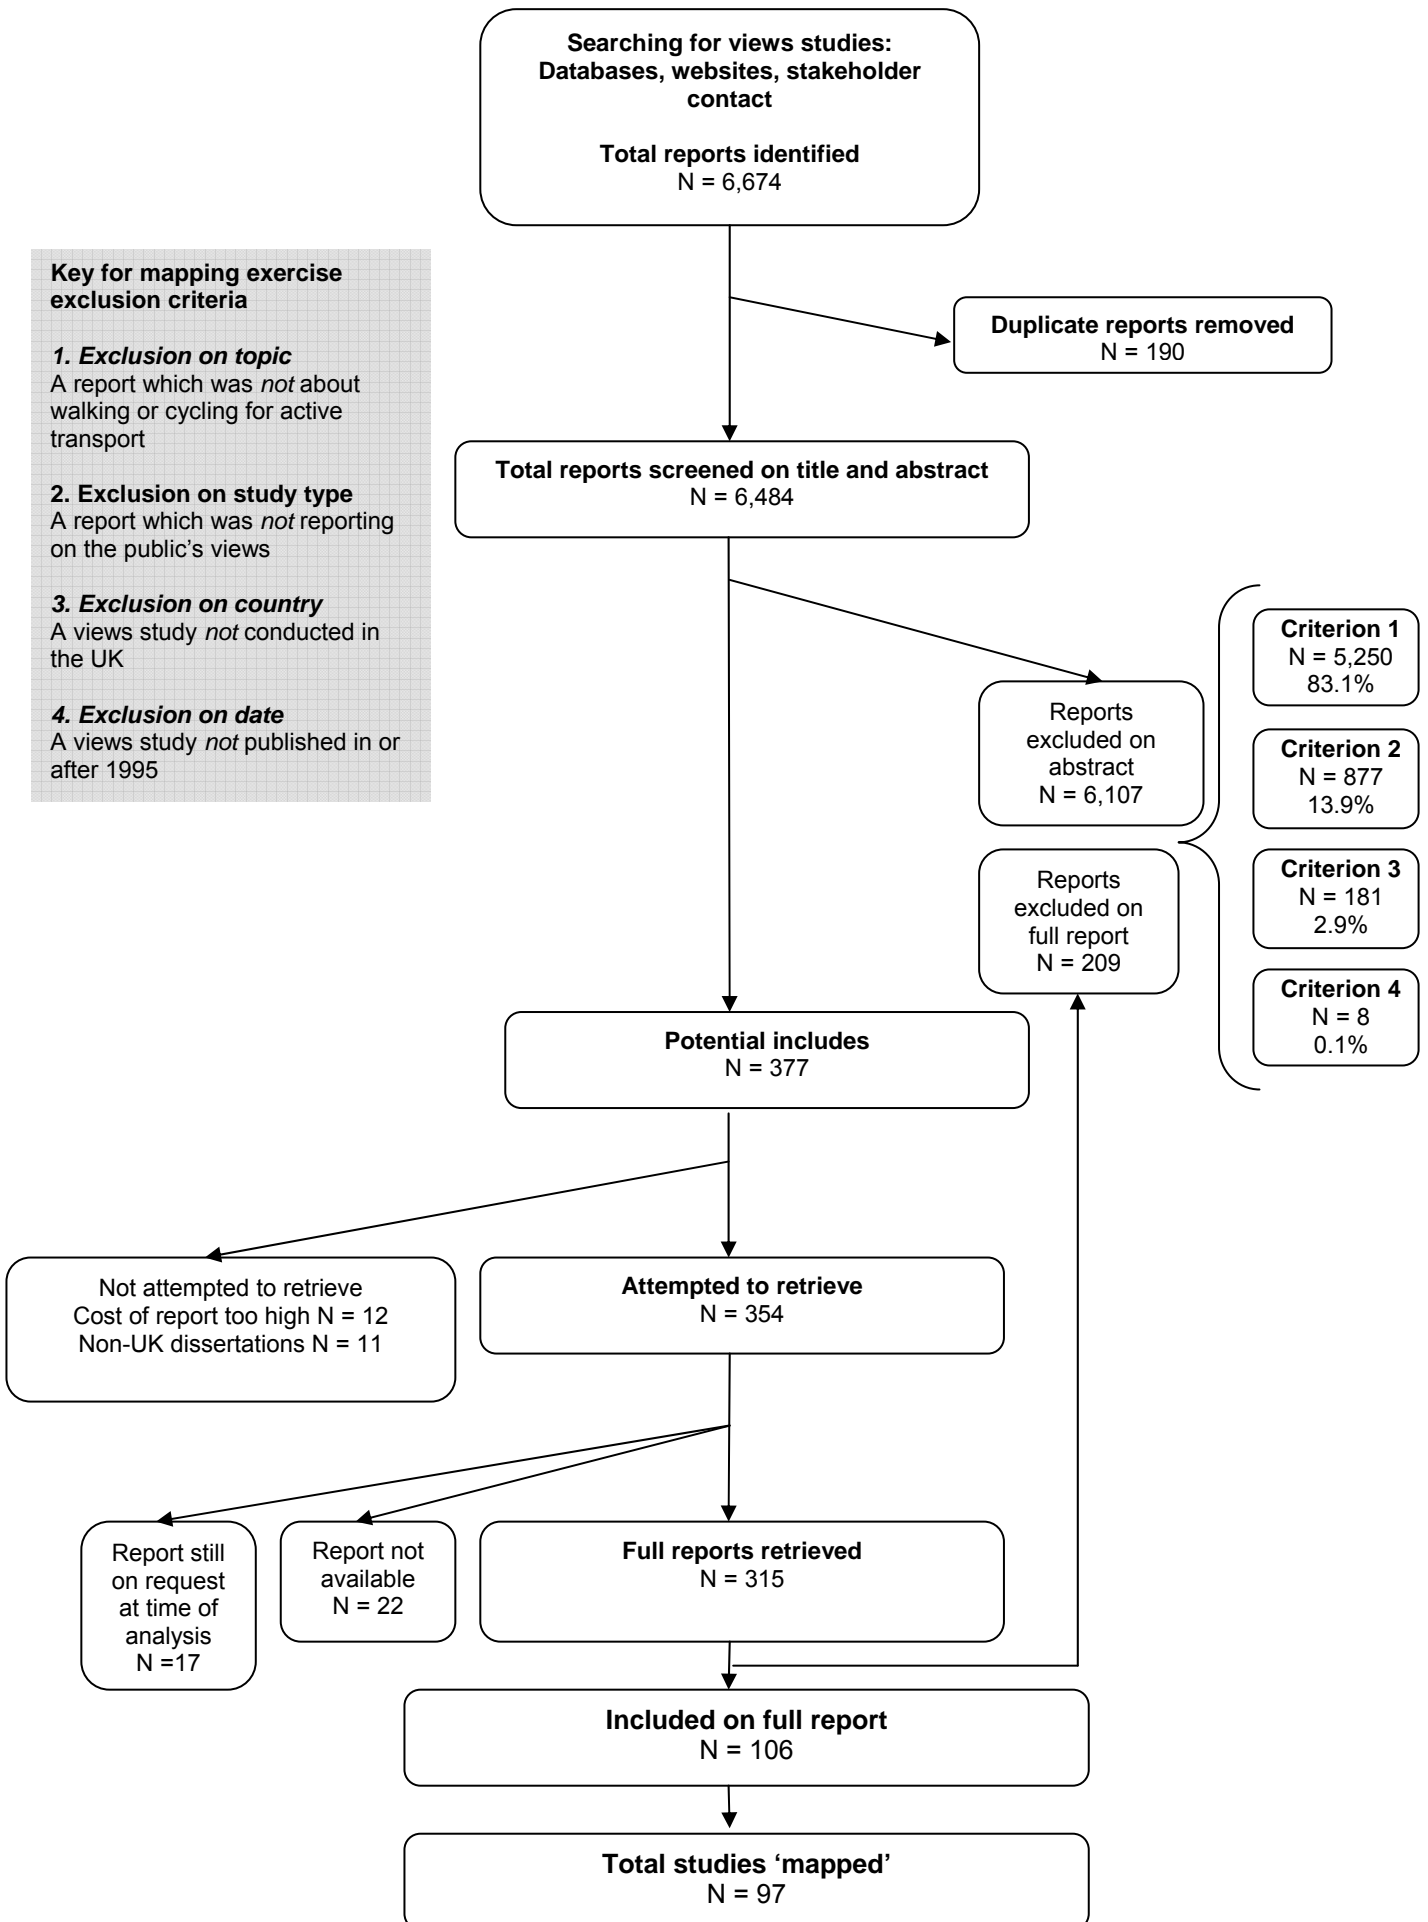 Searching for views studies:
Databases, websites, stakeholder
contact
Total reports identified
N = 6,674
Key for mapping exercise
exclusion criteria
1. Exclusion on topic
A report which was not about
walking or cycling for active
transport
2. Exclusion on study type
A report which was not reporting
on the public’s views
3. Exclusion on country
A views study not conducted in
the UK
4. Exclusion on date
A views study not published in or
after 1995
Duplicate reports removed
N = 190
Total reports screened on title and abstract
N = 6,484
Reports
excluded on
abstract
N = 6,107
Reports
excluded on
full report
N = 209
Criterion 1
N = 5,250
83.1%
Criterion 2
N = 877
13.9%
Criterion 3
N = 181
2.9%
Criterion 4
N = 8
0.1%
Potential includes
N = 377
Not attempted to retrieve
Cost of report too high N = 12
Non-UK dissertations N = 11
Attempted to retrieve
N = 354
Report still
on request
at time of
analysis
N =17
Report not
available
N = 22
Full reports retrieved
N = 315
Included on full report
N = 106
Total studies ‘mapped’
N = 97